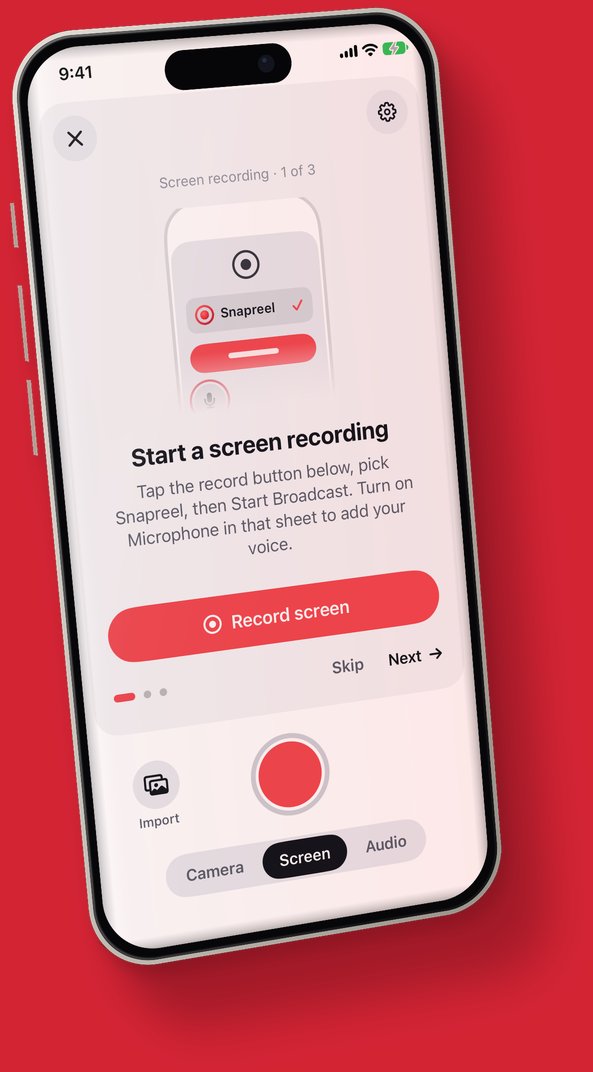 9:41
Screen recording · 1 of 3
Snapreel
Start a screen recording
Tap the record button below, pick
Snapreel, then Start Broadcast. Turn on
Microphone in that sheet to add your
voice.
Record screen
Skip
Next →
Import
Camera
Screen
Audio